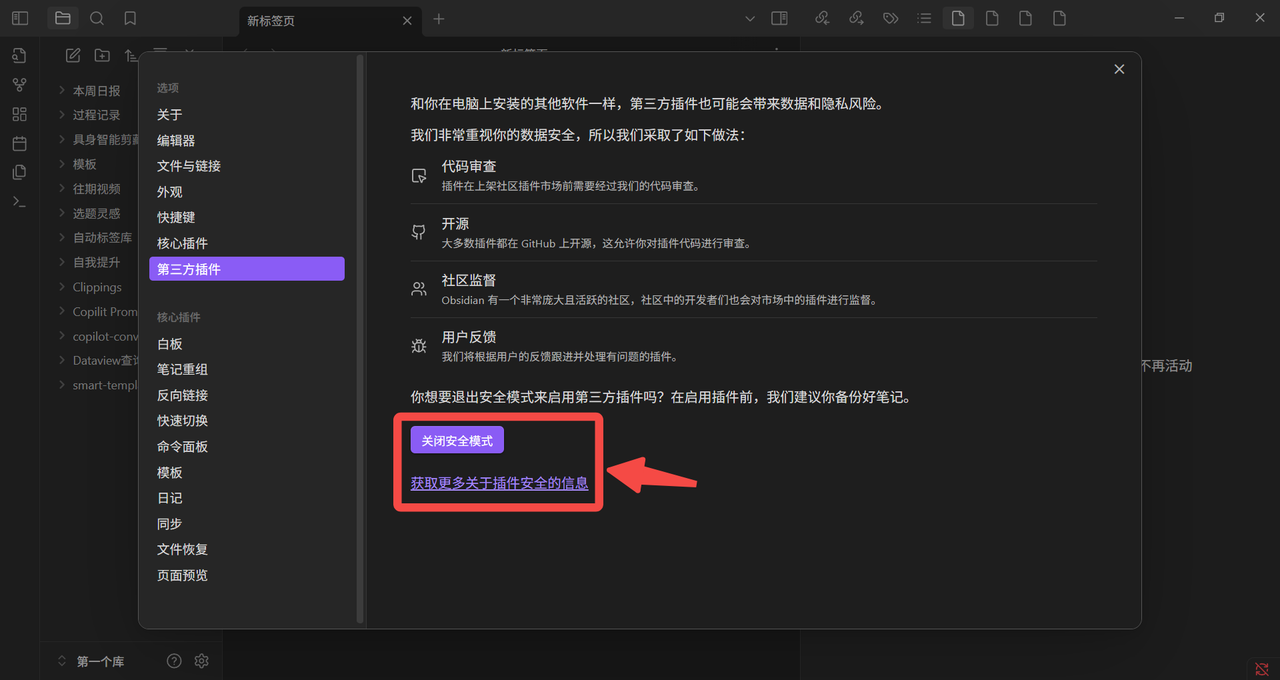 新标签页
本周日报
过程记录
具身智能剪藏
模板
往期视频
选题灵感
自动标签库
自我提升
Clippings
Copilit Prom
copilot-conv
Dataview查询
smart-templ
第一个库
选项
关于
编辑器
文件与链接
外观
快捷键
核心插件
第三方插件
核心插件
白板
笔记重组
反向链接
快速切换
命令面板
模板
日记
同步
文件恢复
页面预览
和你在电脑上安装的其他软件一样，第三方插件也可能会带来数据和隐私风险。
我们非常重视你的数据安全，所以我们采取了如下做法：
代码审查
插件在上架社区插件市场前需要经过我们的代码审查。
开源
大多数插件都在 GitHub 上开源，这允许你对插件代码进行审查。
社区监督
Obsidian 有一个非常庞大且活跃的社区，社区中的开发者们也会对市场中的插件进行监督。
用户反馈
我们将根据用户的反馈跟进并处理有问题的插件。
你想要退出安全模式来启用第三方插件吗？在启用插件前，我们建议你备份好笔记。
关闭安全模式
获取更多关于插件安全的信息
不再活动